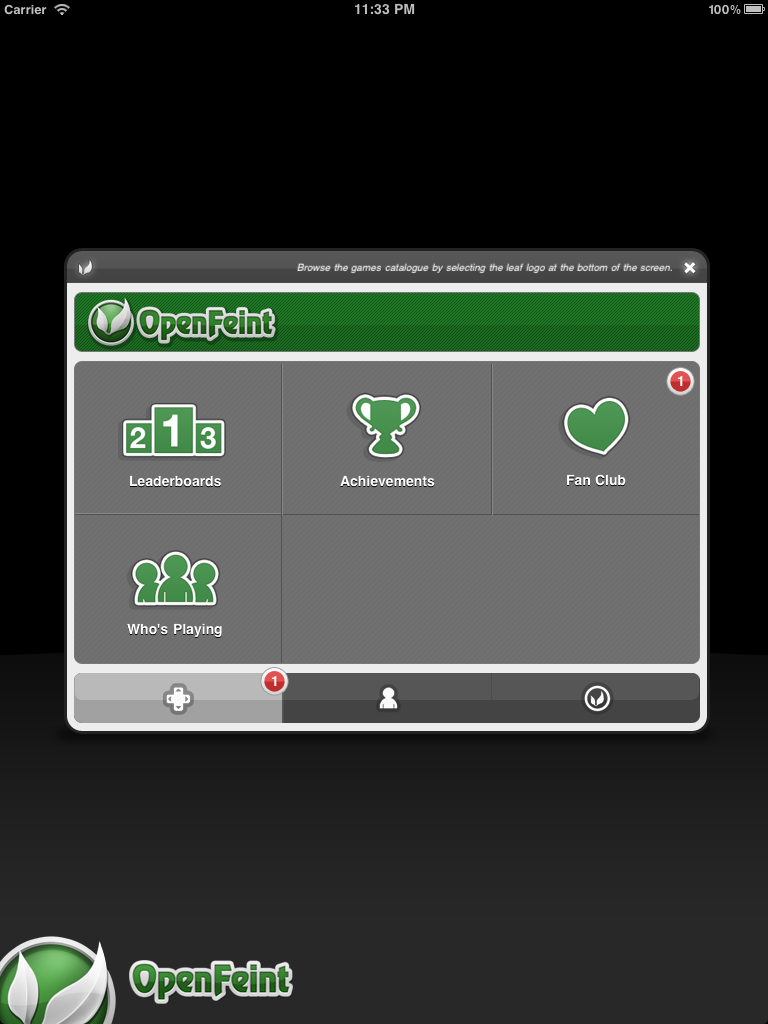 Carrier 11:33 PM 100%
Browse the games catalogue by selecting the leaf logo at the bottom of the screen.
OpenFeint
1
2 1 3
Leaderboards Achievements Fan Club
Who's Playing
1
OpenFeint